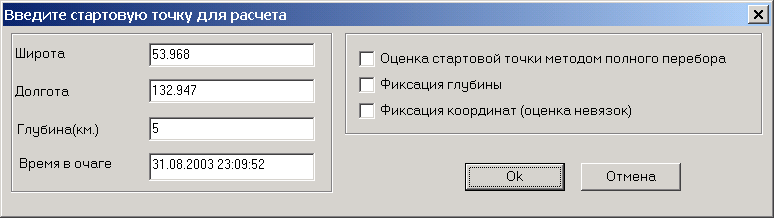 Введите стартовую точку для расчета
Широта
53.968
Долгота
132.947
Глубина(км.)
5
Время в очаге
31.08.2003 23:09:52
Оценка стартовой точки методом полного перебора
Фиксация глубины
Фиксация координат (оценка невязок)
Ok
Отмена